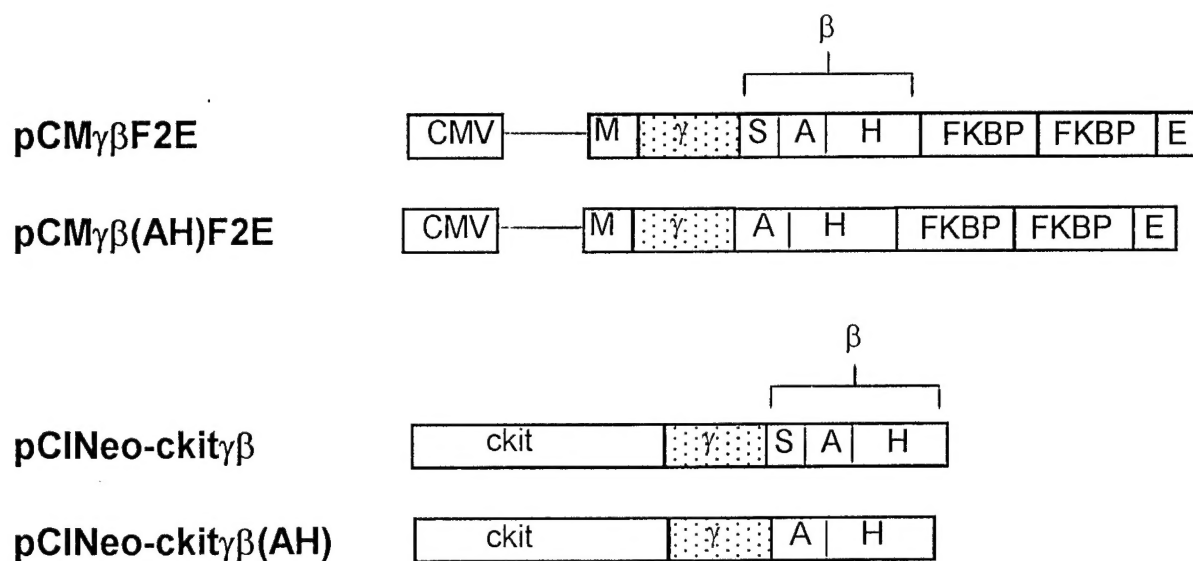 β
pCMγβF2E CMV M γ S A H FKBP FKBP E
pCMγβ(AH)F2E CMV M γ A H FKBP FKBP E
β
pCINeo-ckitγβ ckit γ S A H
pCINeo-ckitγβ(AH) ckit γ A H